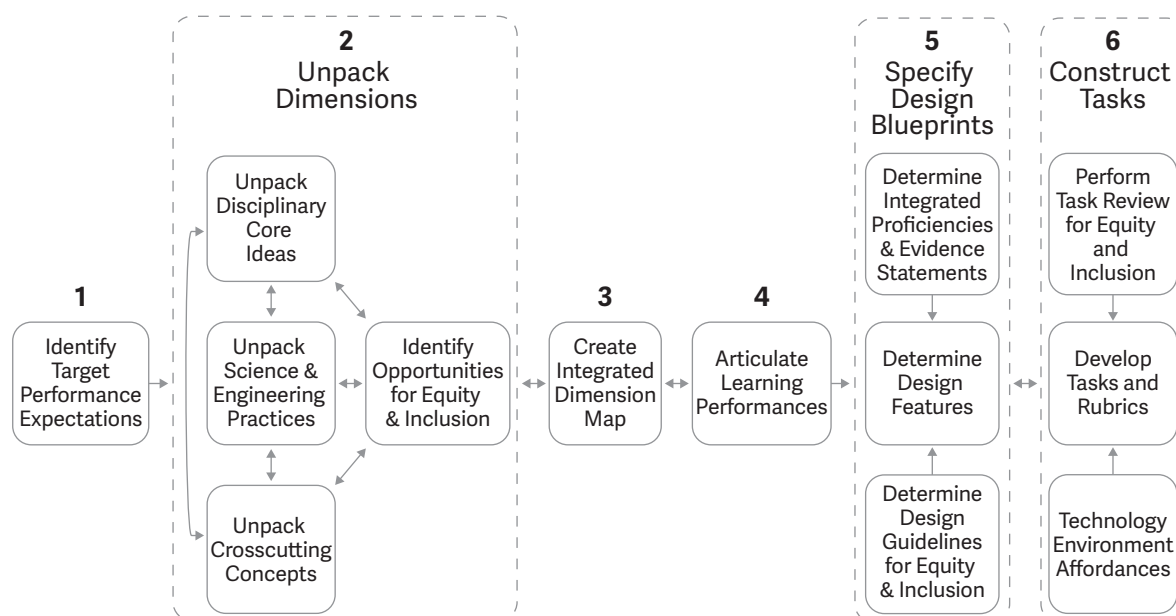 1
Identify
Target
Performance
Expectations
2
Unpack
Dimensions
Unpack
Disciplinary
Core
Ideas
Unpack
Science &
Engineering
Practices
Identify
Opportunities
for Equity
& Inclusion
Unpack
Crosscutting
Concepts
3
Create
Integrated
Dimension
Map
4
Articulate
Learning
Performances
5
Specify
Design
Blueprints
Determine
Integrated
Proficiencies
& Evidence
Statements
Determine
Design
Features
Determine
Design
Guidelines
for Equity
& Inclusion
6
Construct
Tasks
Perform
Task Review
for Equity
and
Inclusion
Develop
Tasks and
Rubrics
Technology
Environment
Affordances